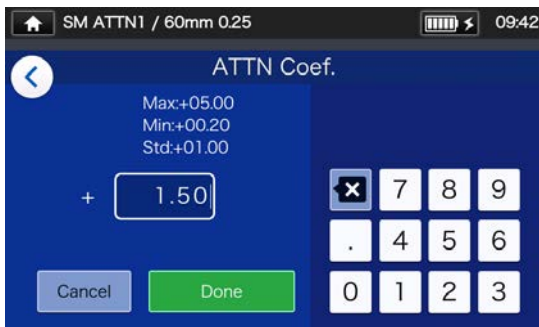 SM ATTN1 / 60mm 0.25
09:42
ATTN Coef.
Max:+05.00
Min:+00.20
Std:+01.00
+ 1.50
7 8 9
. 4 5 6
0 1 2 3
Cancel Done